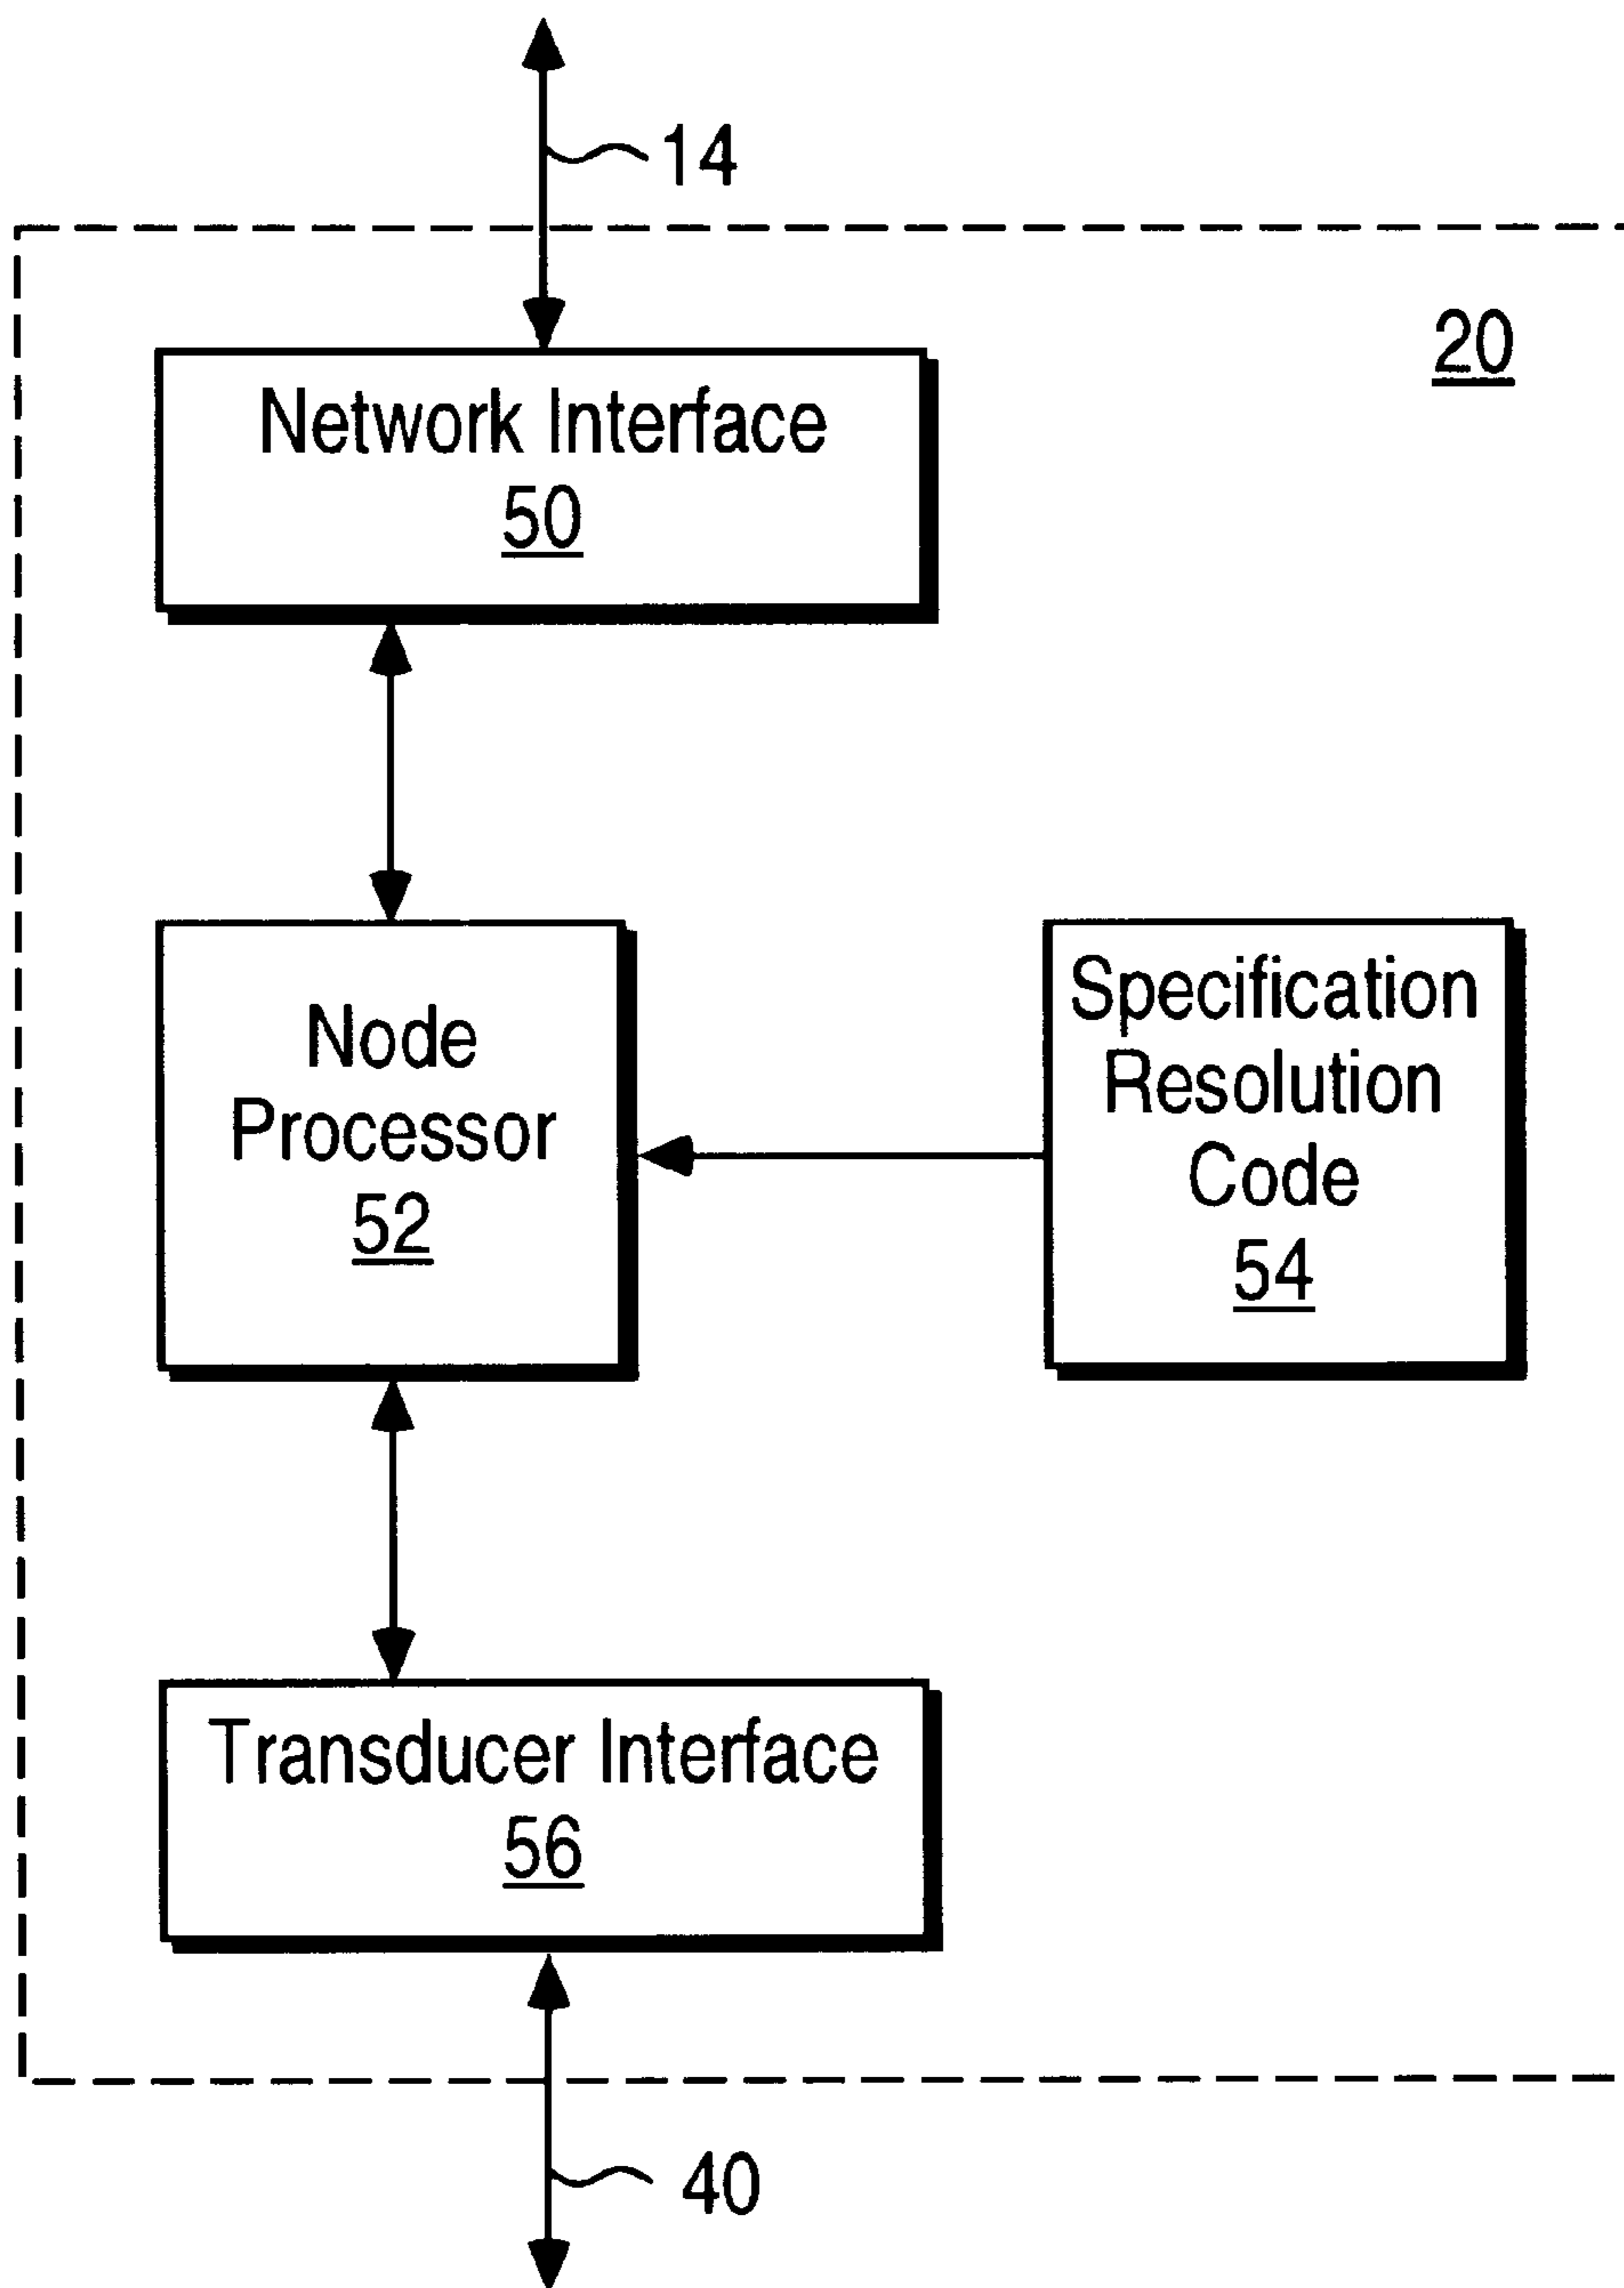 14
20
Network Interface
50
Node
Processor
52
Specification
Resolution
Code
54
Transducer Interface
56
40